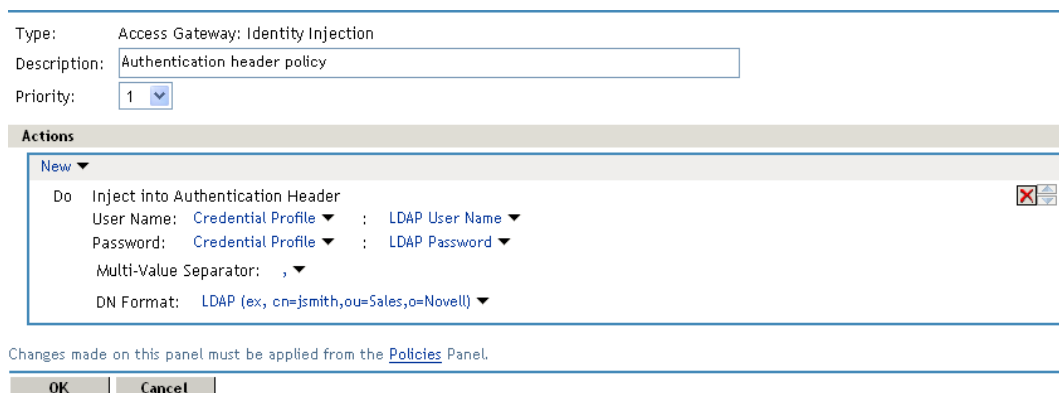 Type: Access Gateway: Identity Injection
Description: Authentication header policy
Priority: 1
Actions
New
Do Inject into Authentication Header
User Name: Credential Profile : LDAP User Name
Password: Credential Profile : LDAP Password
Multi-Value Separator: ,
DN Format: LDAP (ex, cn=jsmith,ou=Sales,o=Novell)
Changes made on this panel must be applied from the Policies Panel.
OK Cancel